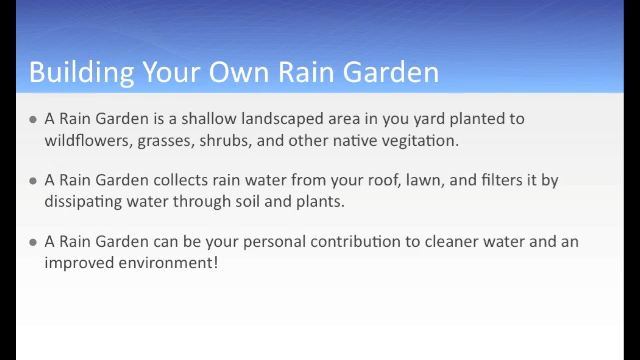 Building Your Own Rain Garden
● A Rain Garden is a shallow landscaped area in you yard planted to
wildflowers, grasses, shrubs, and other native vegitation.
● A Rain Garden collects rain water from your roof, lawn, and filters it by
dissipating water through soil and plants.
● A Rain Garden can be your personal contribution to cleaner water and an
improved environment!